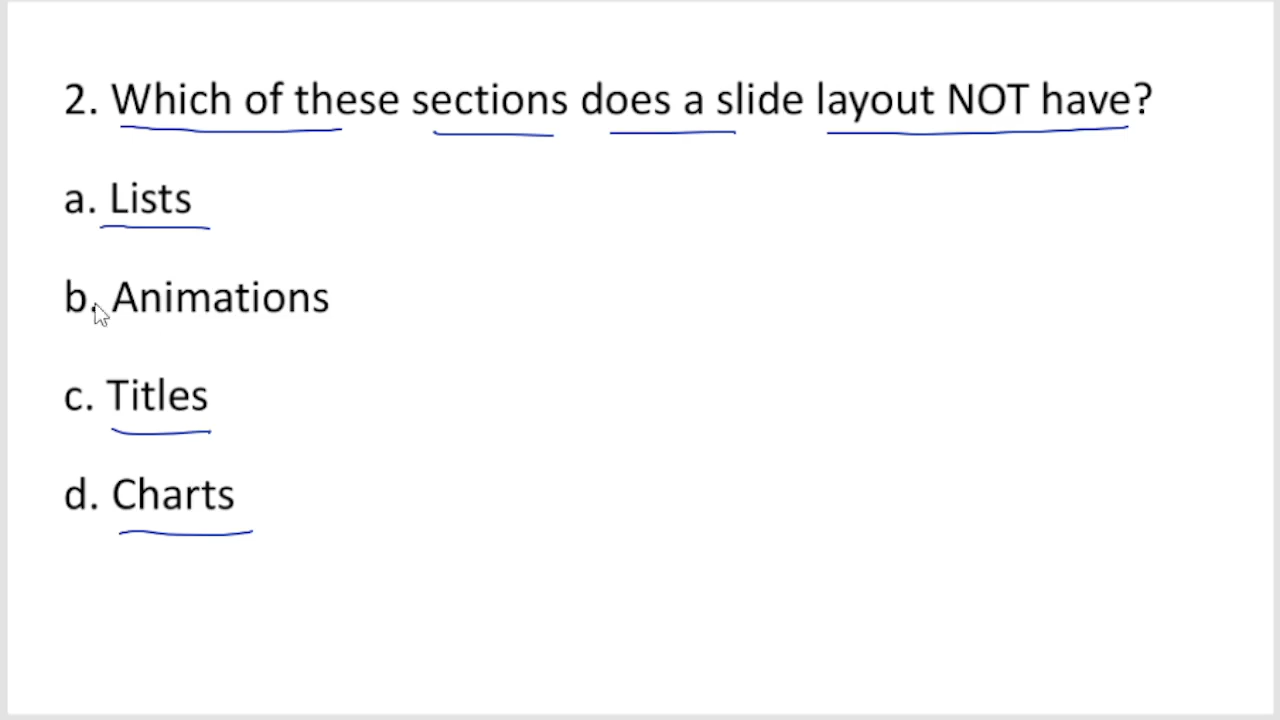 2. Which of these sections does a slide layout NOT have?
a. Lists
b. Animations
c. Titles
d. Charts